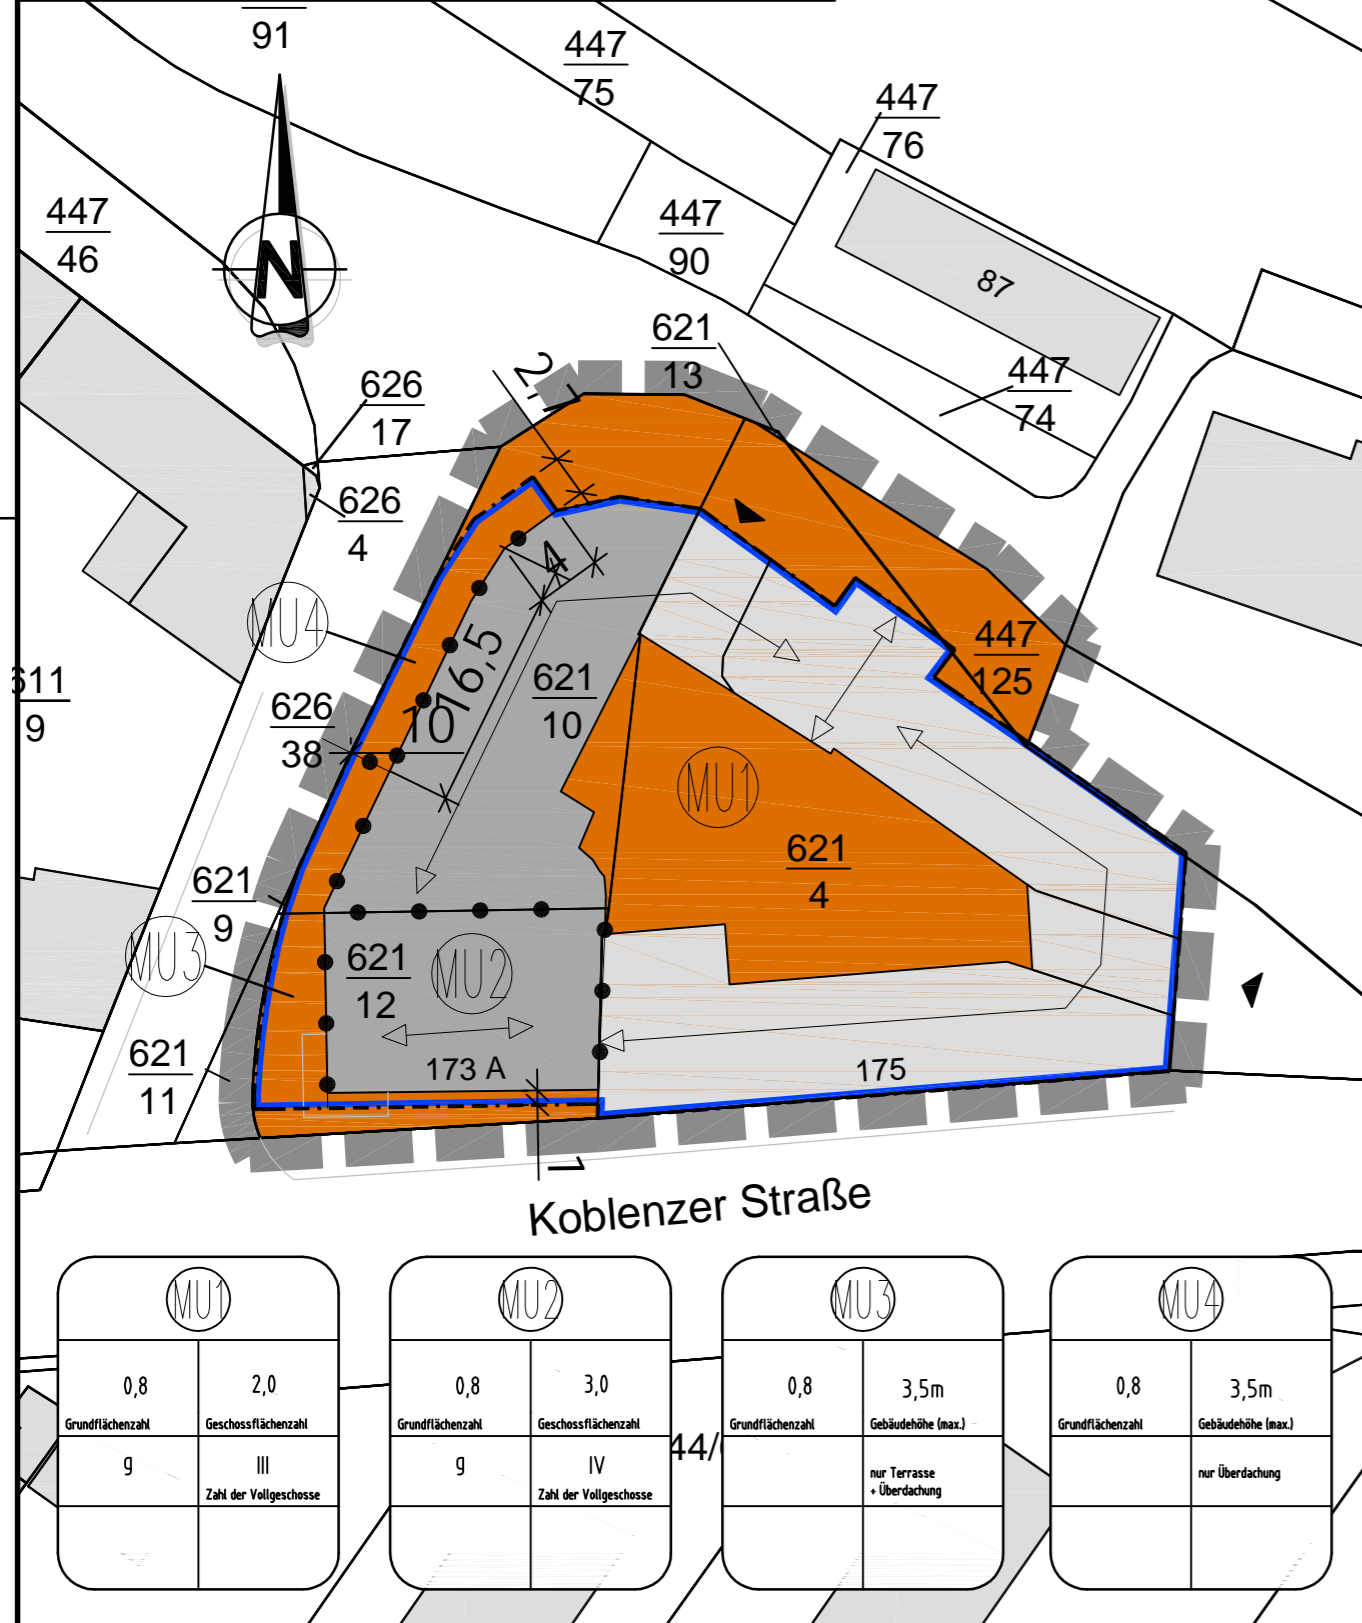 91
447
75
447
76
447
46
447
90
N
87
621
13
2,7
447
74
626
17
626
4
14
MU4
16,5
447
125
611
9
621
10
626
38
10
MU1
621
4
621
9
MU3
621
12
MU2
621
11
173 A
175
1
Koblenzer Straße
MU1
0,8
2,0
Grundflächenzahl
Geschossflächenzahl
g
III
Zahl der Vollgeschosse
MU2
0,8
3,0
Grundflächenzahl
Geschossflächenzahl
g
IV
Zahl der Vollgeschosse
44/
MU3
0,8
3,5m
Grundflächenzahl
Gebäudehöhe (max.)
nur Terrasse
+ Überdachung
MU4
0,8
3,5m
Grundflächenzahl
Gebäudehöhe (max.)
nur Überdachung